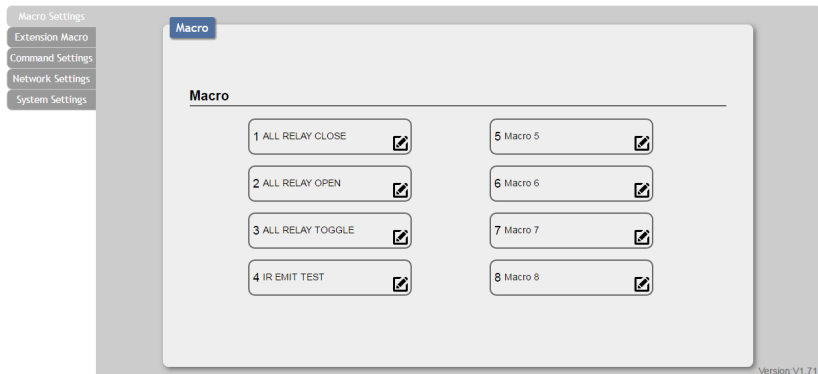 Macro Settings
Extension Macro
Command Settings
Network Settings
System Settings
Macro
Macro
1 ALL RELAY CLOSE
2 ALL RELAY OPEN
3 ALL RELAY TOGGLE
4 IR EMIT TEST
5 Macro 5
6 Macro 6
7 Macro 7
8 Macro 8
Version:V1.71